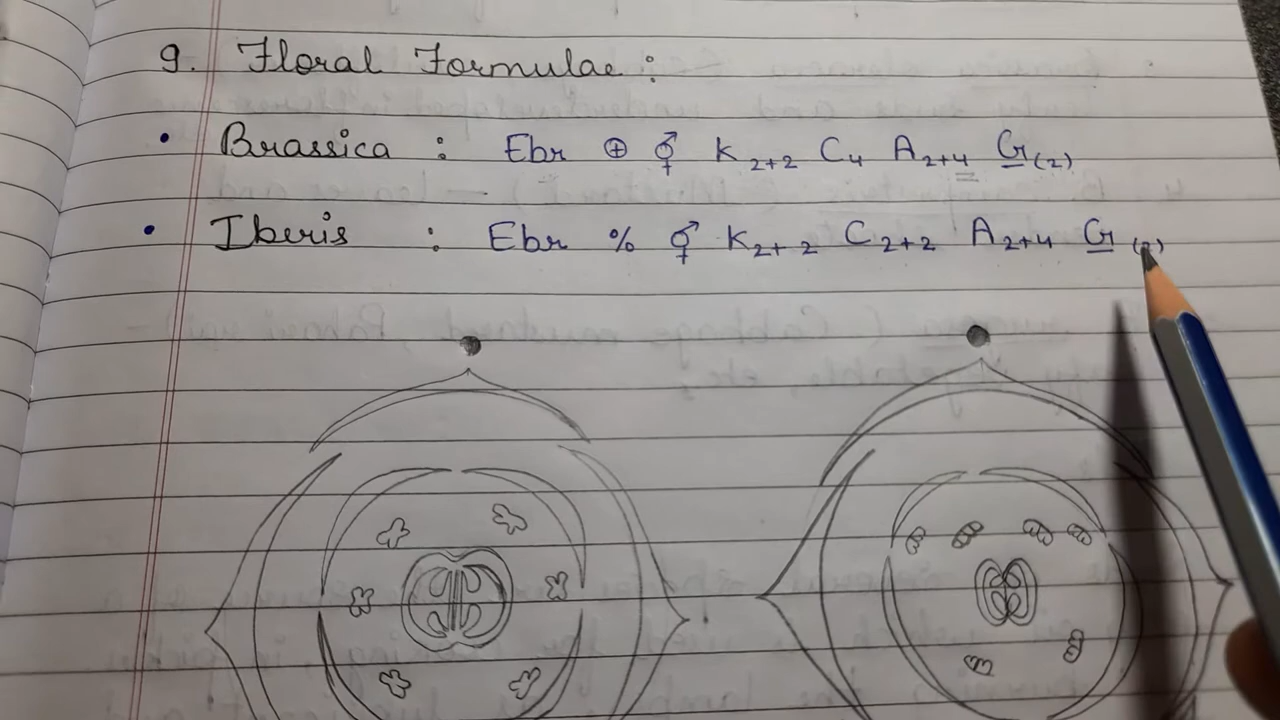 9. Floral Formulae :
• Brassica : Ebr ⊕ ⚥ K₂₊₂ C₄ A₂₊₄ G̲₍₂₎
• Iberis : Ebr % ⚥ K₂₊₂ C₂₊₂ A₂₊₄ G̲₍₂₎